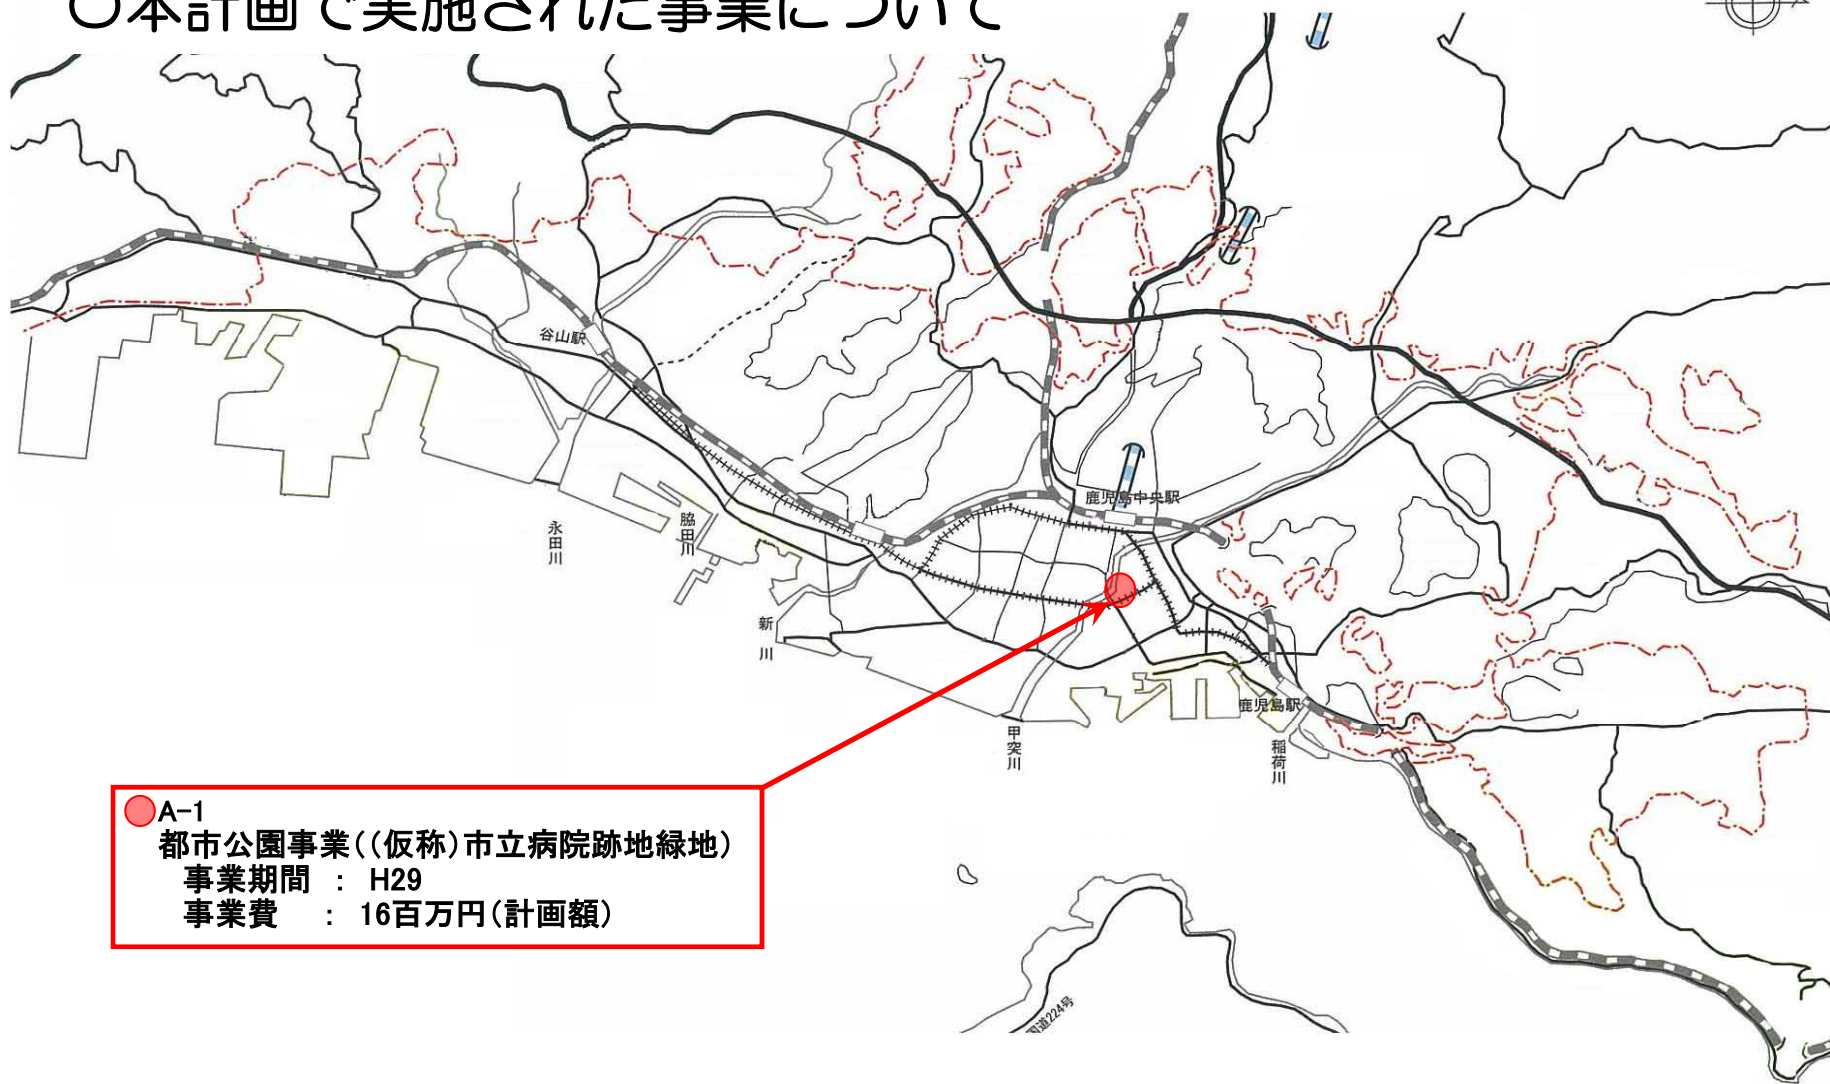 〇本計画で実施された事業について
谷山駅
鹿児島中央駅
永田川
脇田川
新川
鹿児島駅
甲突川
稲荷川
A-1
都市公園事業((仮称)市立病院跡地緑地)
事業期間 : H29
事業費 : 16百万円(計画額)
国道224号